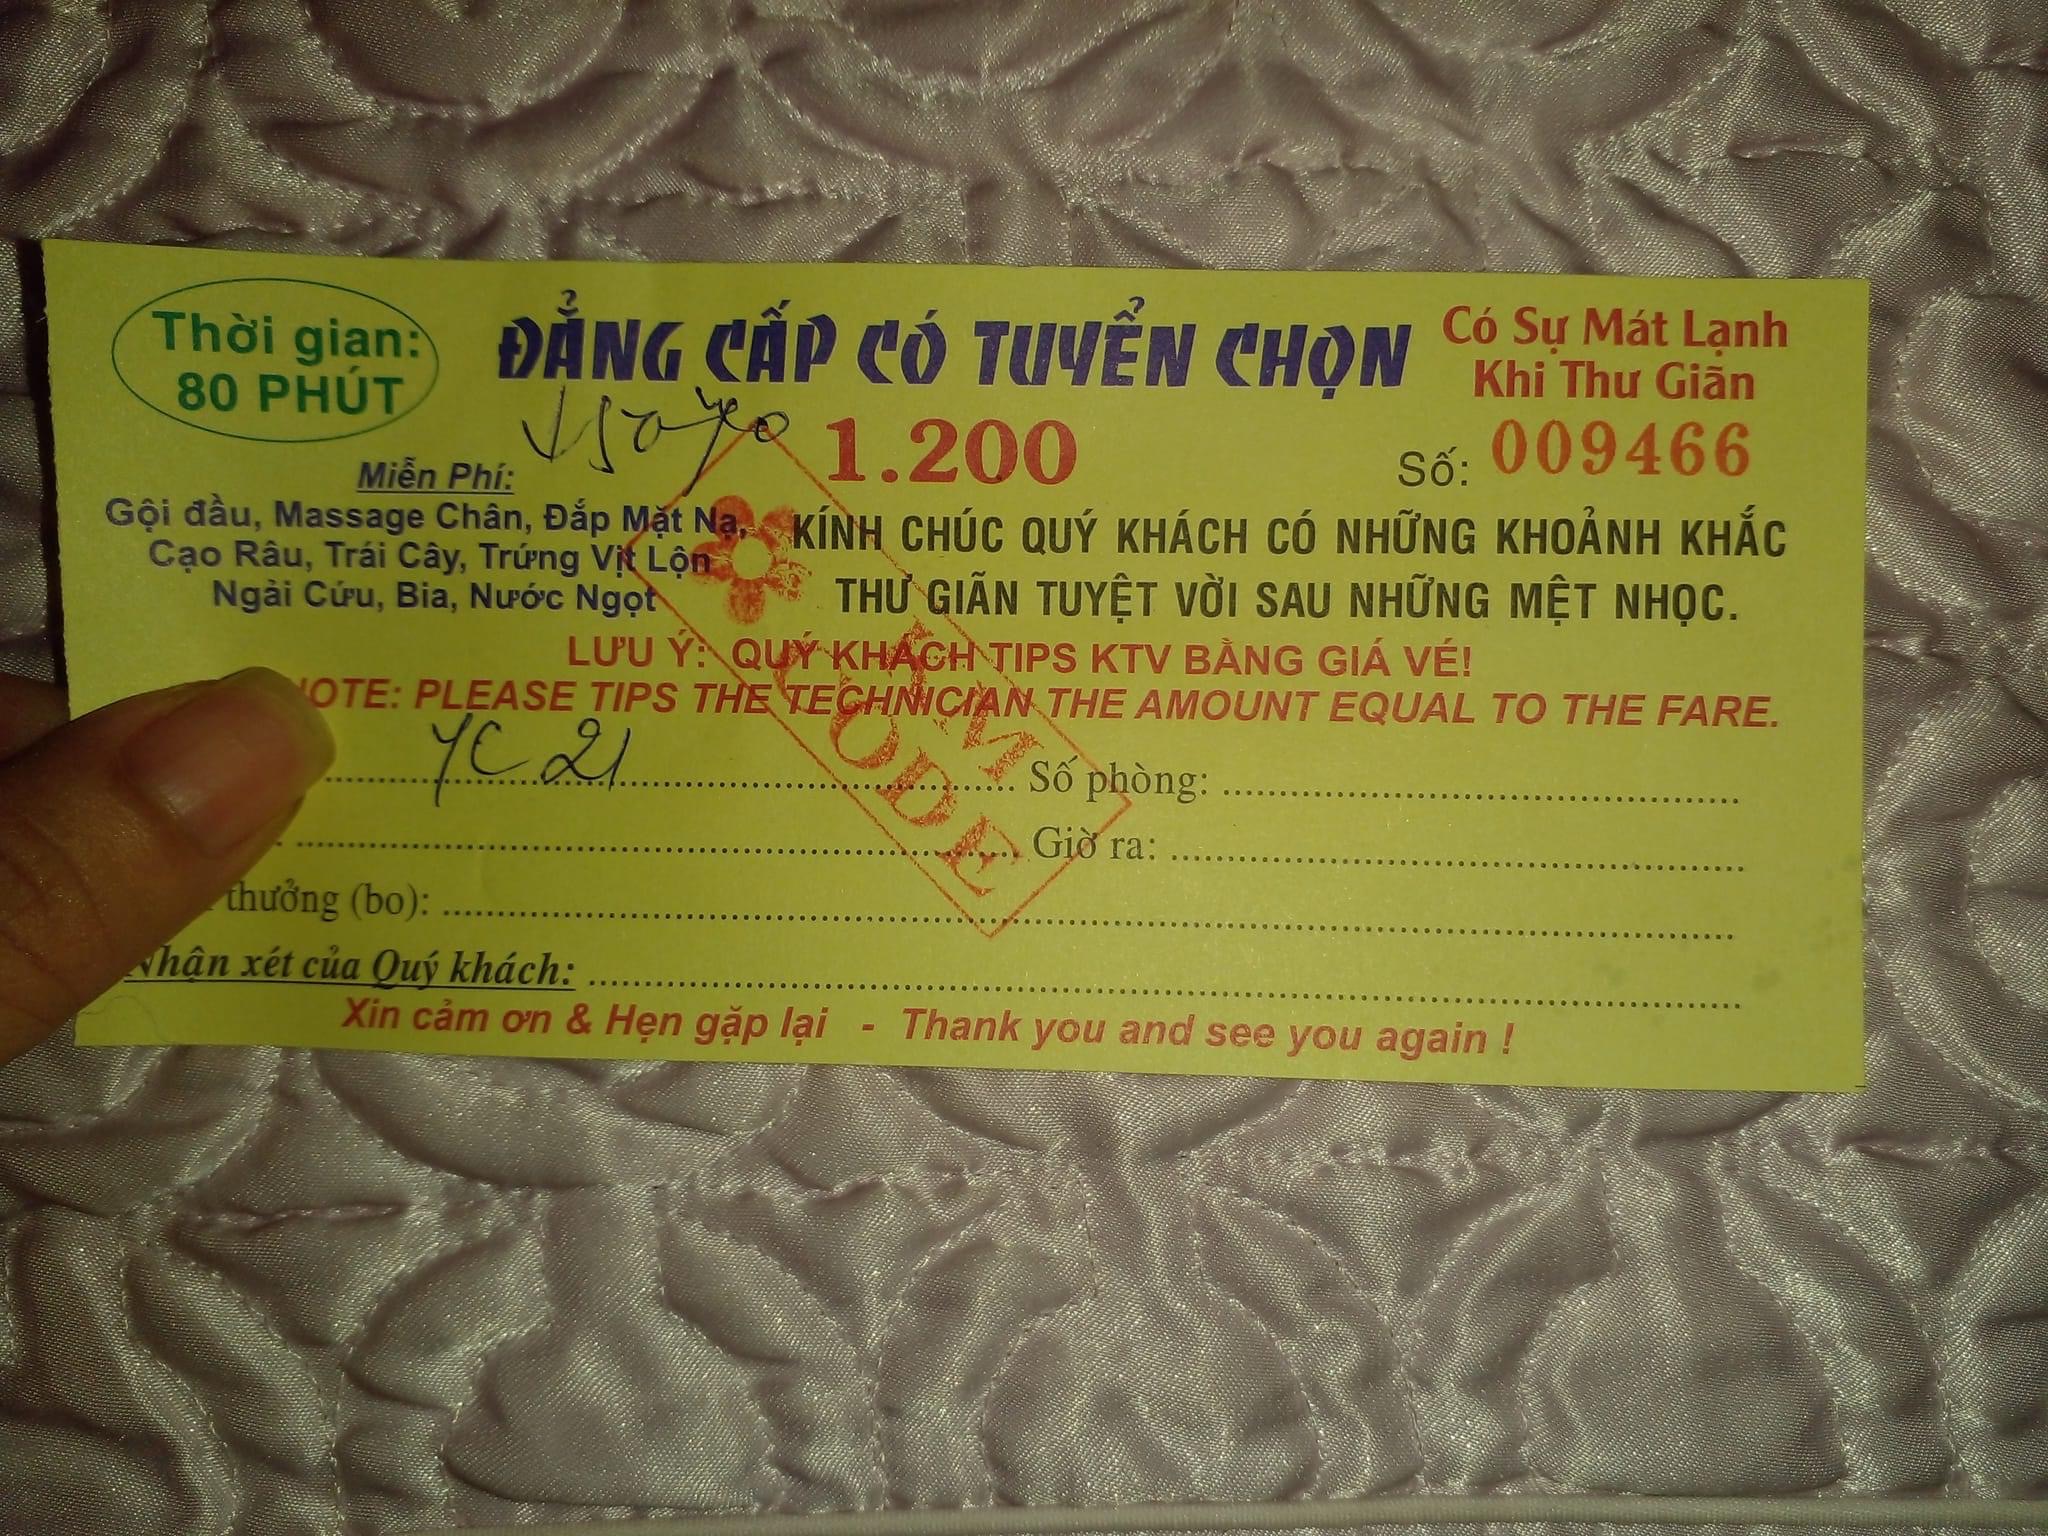 Thời gian:
80 PHÚT
ĐẲNG CẤP CÓ TUYỂN CHỌN
Có Sự Mát Lạnh
Khi Thư Giãn
1.200
Số: 009466
Miễn Phí:
Gội đầu, Massage Chân, Đắp Mặt Nạ,
Cạo Râu, Trái Cây, Trứng Vịt Lộn
Ngải Cứu, Bia, Nước Ngọt
KÍNH CHÚC QUÝ KHÁCH CÓ NHỮNG KHOẢNH KHẮC
THƯ GIÃN TUYỆT VỜI SAU NHỮNG MỆT NHỌC.
LƯU Ý: QUÝ KHÁCH TIPS KTV BẰNG GIÁ VÉ!
NOTE: PLEASE TIPS THE TECHNICIAN THE AMOUNT EQUAL TO THE FARE.
YC 21 Số phòng:
Giờ ra:
thưởng (bo):
Nhận xét của Quý khách:
Xin cảm ơn & Hẹn gặp lại - Thank you and see you again !